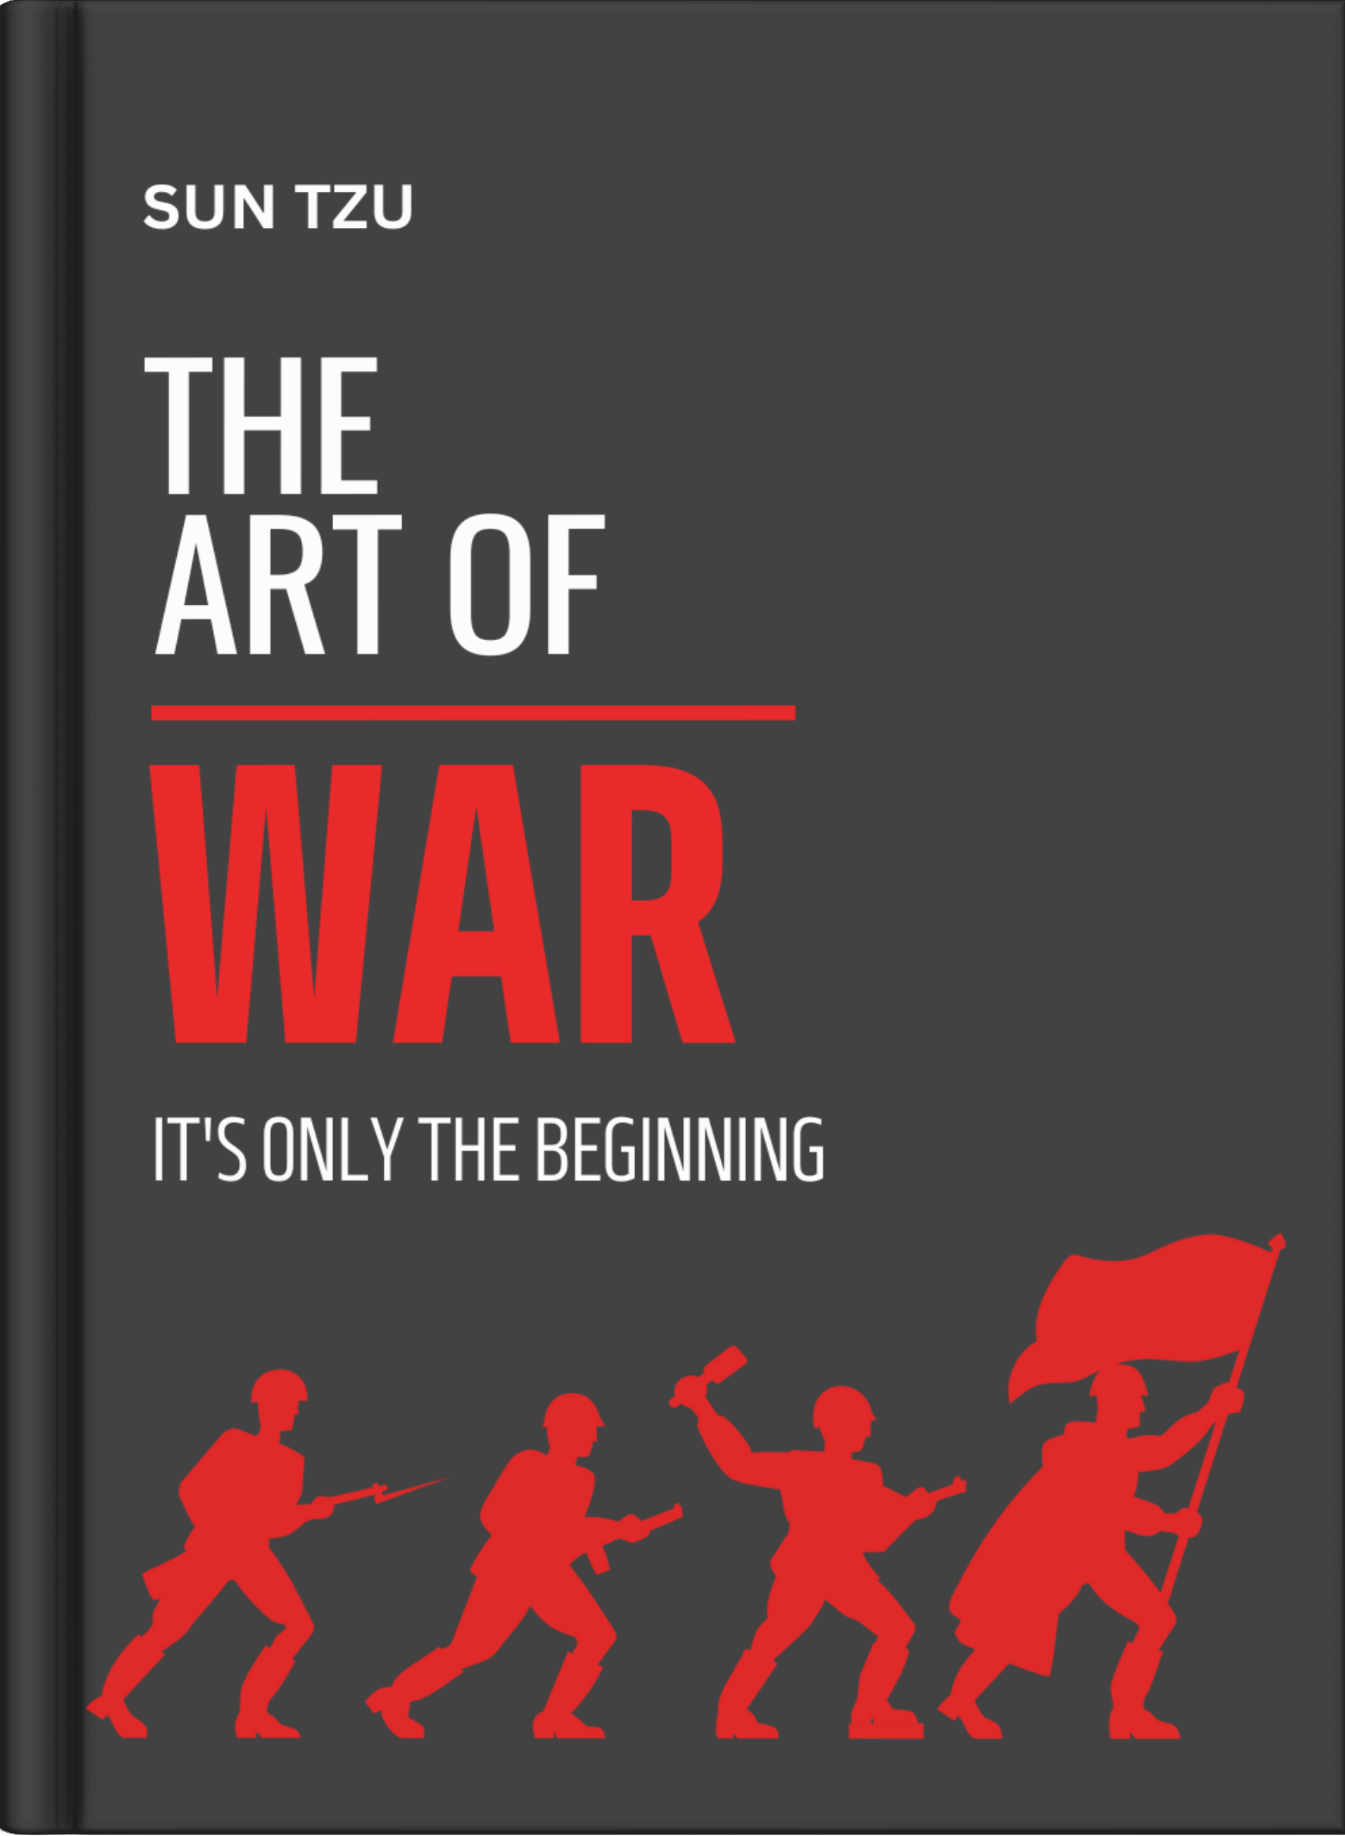 SUN TZU
THE
ART OF
WAR
IT'S ONLY THE BEGINNING